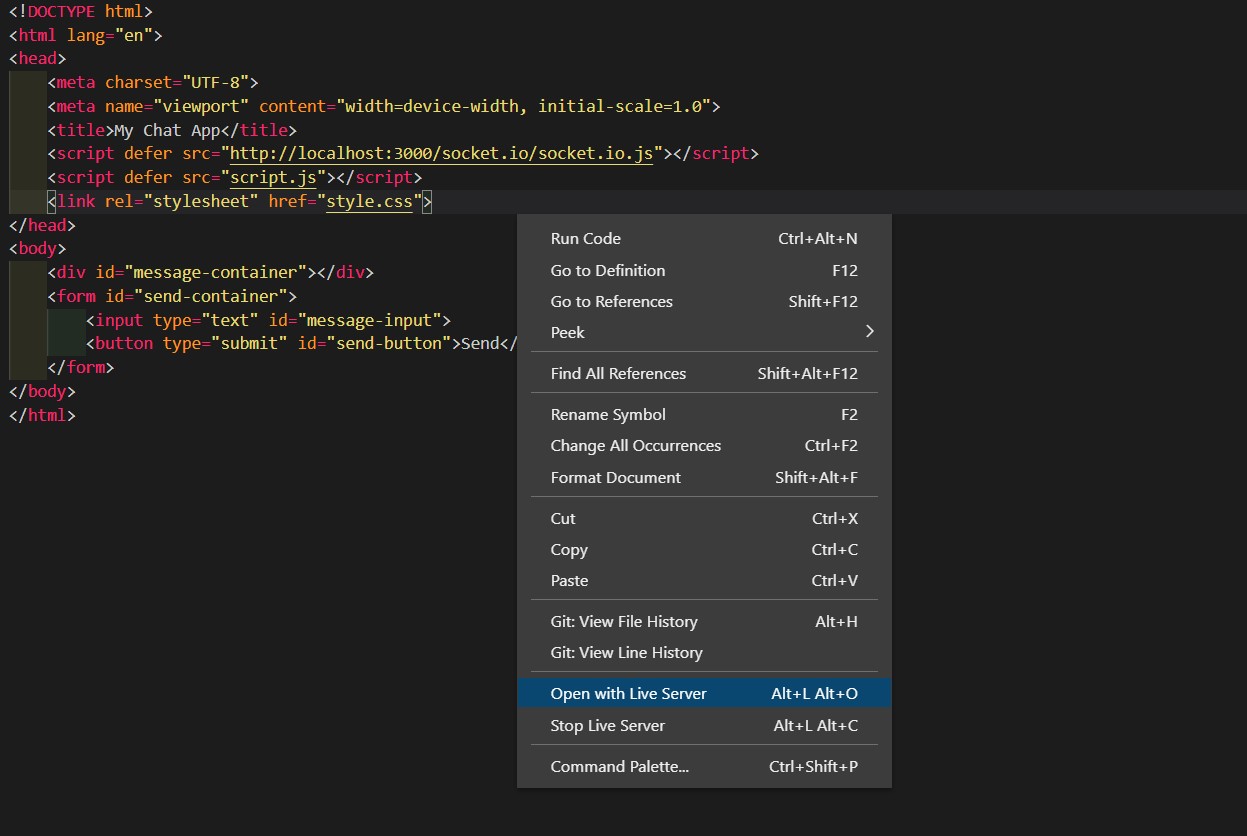 <!DOCTYPE html>
<html lang="en">
<head>
    <meta charset="UTF-8">
    <meta name="viewport" content="width=device-width, initial-scale=1.0">
    <title>My Chat App</title>
    <script defer src="http://localhost:3000/socket.io/socket.io.js"></script>
    <script defer src="script.js"></script>
    <link rel="stylesheet" href="style.css">
</head>
<body>
    <div id="message-container"></div>
    <form id="send-container">
        <input type="text" id="message-input">
        <button type="submit" id="send-button">Send</
    </form>
</body>
</html>
Run Code Ctrl+Alt+N
Go to Definition F12
Go to References Shift+F12
Peek
Find All References Shift+Alt+F12
Rename Symbol F2
Change All Occurrences Ctrl+F2
Format Document Shift+Alt+F
Cut Ctrl+X
Copy Ctrl+C
Paste Ctrl+V
Git: View File History Alt+H
Git: View Line History
Open with Live Server Alt+L Alt+O
Stop Live Server Alt+L Alt+C
Command Palette... Ctrl+Shift+P